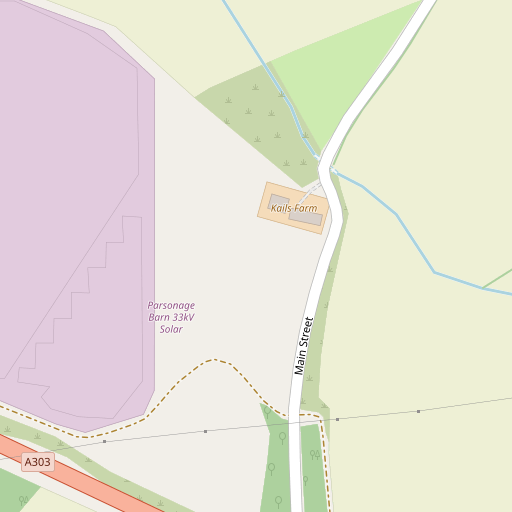 Kails Farm
Parsonage
Barn 33kV
Solar
Main Street
A303